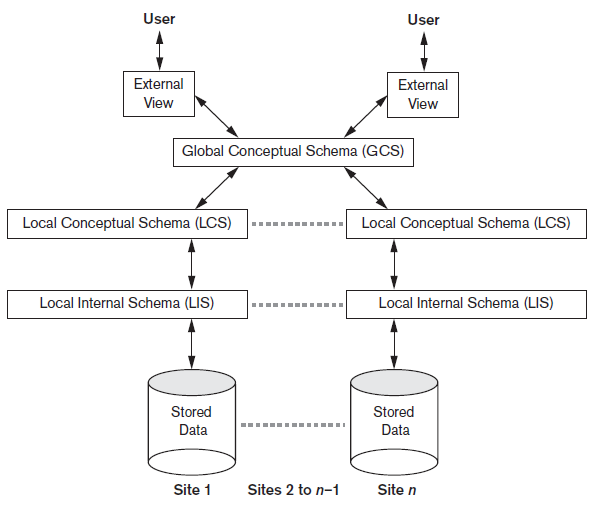 User
User
External
View
External
View
Global Conceptual Schema (GCS)
Local Conceptual Schema (LCS)
Local Conceptual Schema (LCS)
Local Internal Schema (LIS)
Local Internal Schema (LIS)
Stored
Data
Stored
Data
Site 1
Sites 2 to n–1
Site n